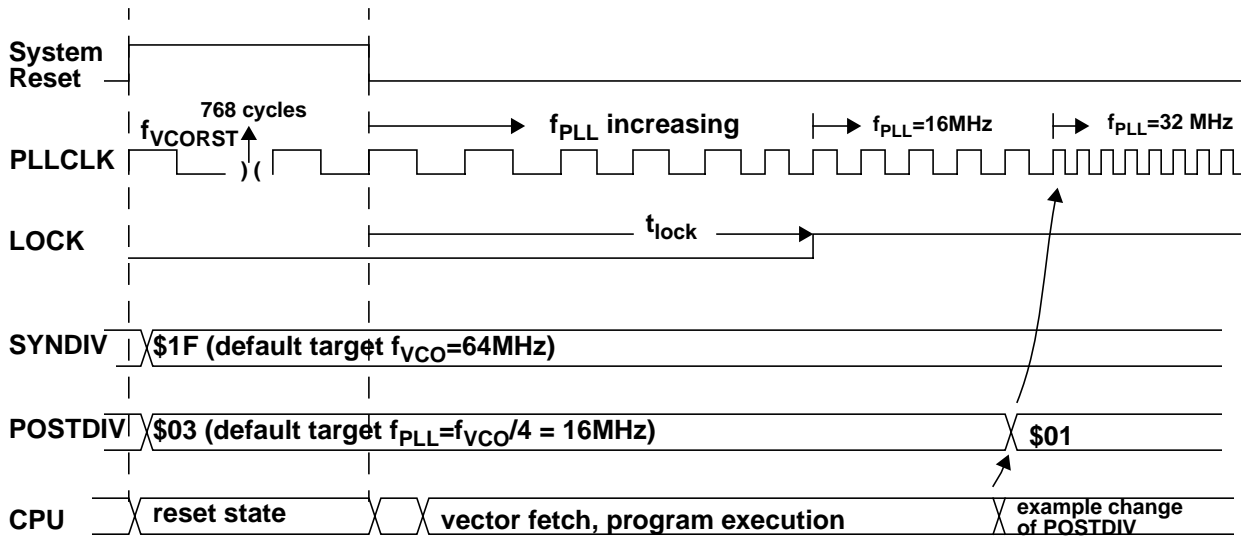 System
Reset
768 cycles
fVCORST
fPLL increasing
fPLL=16MHz
fPLL=32 MHz
PLLCLK
) (
tlock
LOCK
SYNDIV
$1F (default target fVCO=64MHz)
POSTDIV
$03 (default target fPLL=fVCO/4 = 16MHz)
$01
CPU
reset state
vector fetch, program execution
example change
of POSTDIV